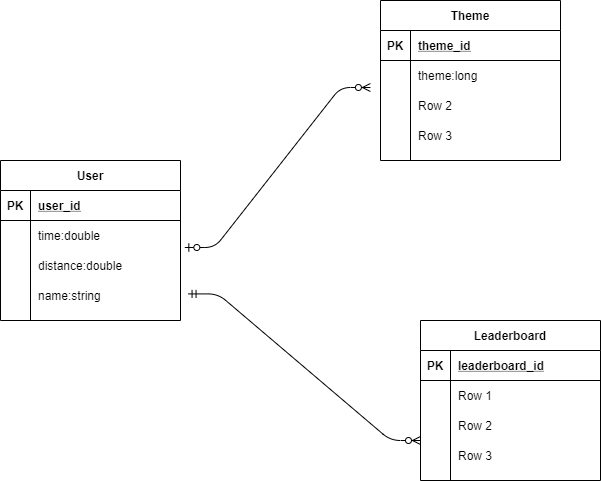 Theme
PK theme_id
theme:long
Row 2
Row 3
User
PK user_id
time:double
distance:double
name:string
Leaderboard
PK leaderboard_id
Row 1
Row 2
Row 3